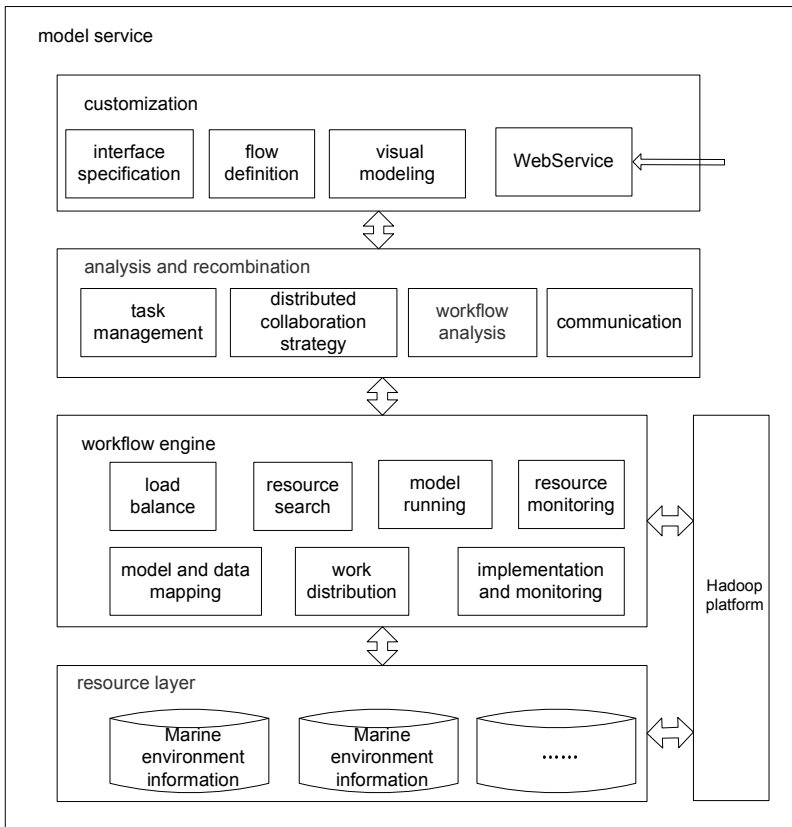 model service
customization
interface
specification
flow
definition
visual
modeling
WebService
analysis and recombination
task
management
distributed
collaboration
strategy
workflow
analysis
communication
workflow engine
load
balance
resource
search
model
running
resource
monitoring
model and data
mapping
work
distribution
implementation
and monitoring
Hadoop
platform
resource layer
Marine
environment
information
Marine
environment
information
……